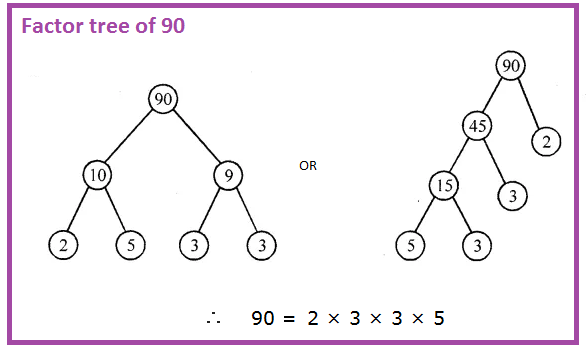 Factor tree of 90
90
10 9
2 5 3 3
OR
90
45 2
15 3
5 3
∴ 90 = 2 × 3 × 3 × 5